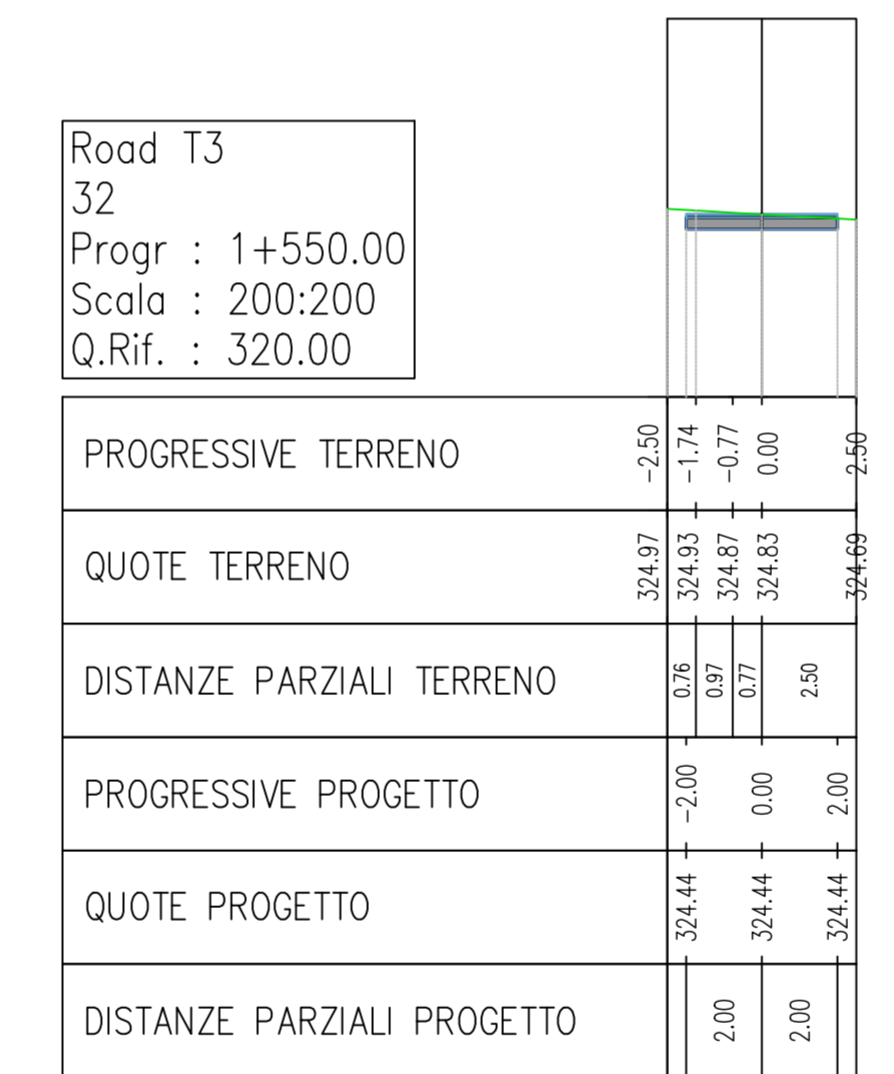 Road T3
32
Progr : 1+550.00
Scala : 200:200
Q.Rif. : 320.00
PROGRESSIVE TERRENO -2.50 -1.74 -0.77 0.00 2.50
QUOTE TERRENO 324.97 324.93 324.87 324.83 324.69
DISTANZE PARZIALI TERRENO 0.76 0.97 0.77 2.50
PROGRESSIVE PROGETTO -2.00 0.00 2.00
QUOTE PROGETTO 324.44 324.44 324.44
DISTANZE PARZIALI PROGETTO 2.00 2.00